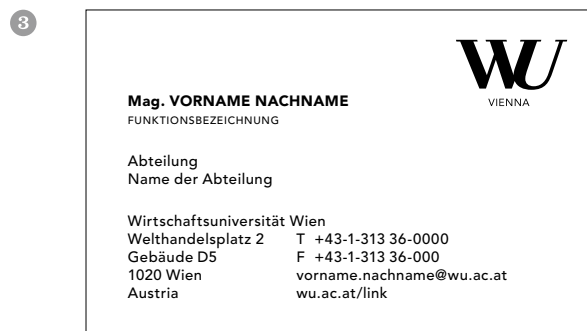 3
WU
VIENNA
Mag. VORNAME NACHNAME
FUNKTIONSBEZEICHNUNG
Abteilung
Name der Abteilung
Wirtschaftsuniversität Wien
Welthandelsplatz 2 T +43-1-313 36-0000
Gebäude D5 F +43-1-313 36-000
1020 Wien vorname.nachname@wu.ac.at
Austria wu.ac.at/link